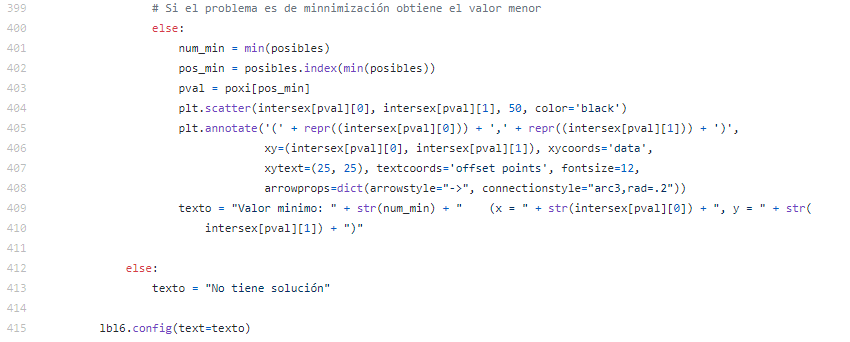 399 # Si el problema es de minnimización obtiene el valor menor
400 else:
401 num_min = min(posibles)
402 pos_min = posibles.index(min(posibles))
403 pval = poxi[pos_min]
404 plt.scatter(intersex[pval][0], intersex[pval][1], 50, color='black')
405 plt.annotate('(' + repr((intersex[pval][0])) + ',' + repr((intersex[pval][1])) + ')',
406 xy=(intersex[pval][0], intersex[pval][1]), xycoords='data',
407 xytext=(25, 25), textcoords='offset points', fontsize=12,
408 arrowprops=dict(arrowstyle="->", connectionstyle="arc3,rad=.2"))
409 texto = "Valor minimo: " + str(num_min) + "    (x = " + str(intersex[pval][0]) + ", y = " + str(
410 intersex[pval][1]) + ")"
411
412 else:
413 texto = "No tiene solución"
414
415 lbl6.config(text=texto)